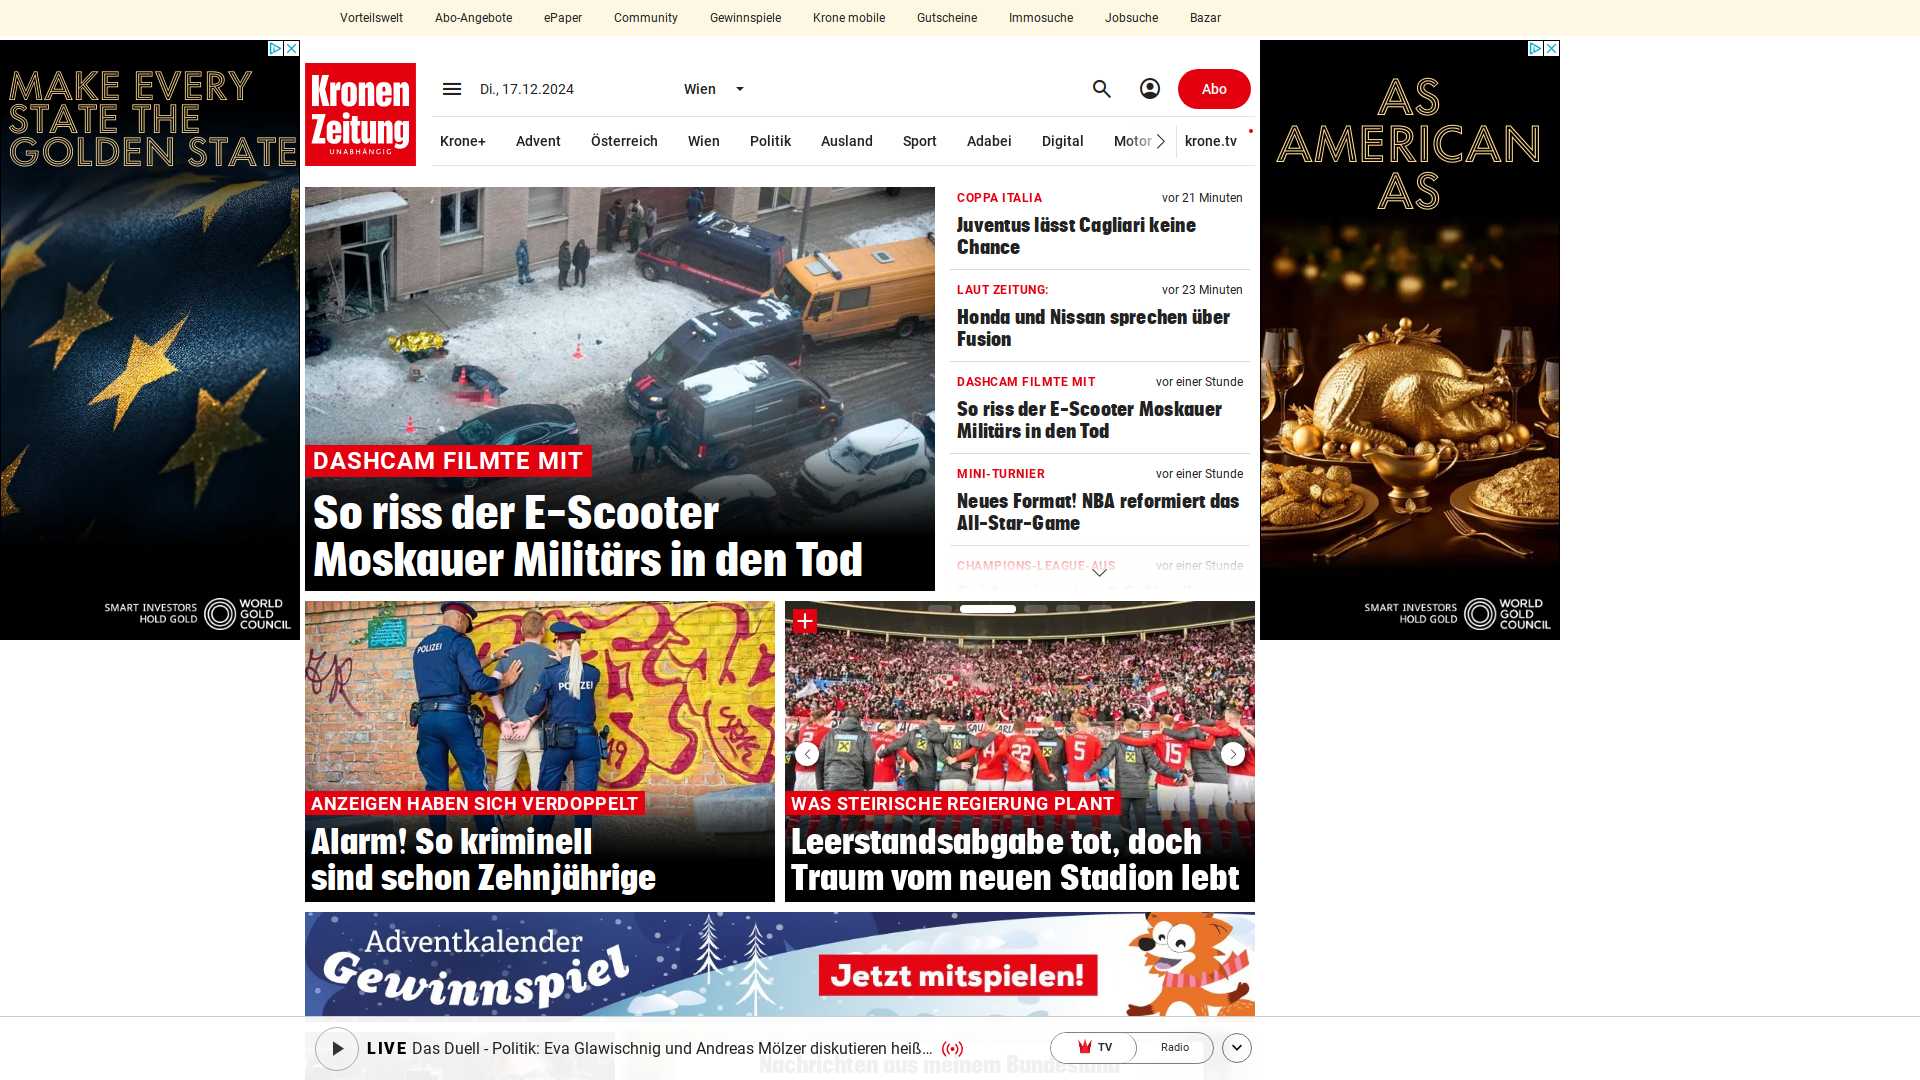 Vorteilswelt
Abo-Angebote
ePaper
Community
Gewinnspiele
Krone mobile
Gutscheine
Immosuche
Jobsuche
Bazar
MAKE EVERY
STATE THE
GOLDEN STATE
SMART INVESTORS
HOLD GOLD
WORLD
GOLD
COUNCIL
Kronen
Zeitung
UNABHÄNGIG
Di., 17.12.2024
Wien
Abo
Krone+
Advent
Österreich
Wien
Politik
Ausland
Sport
Adabei
Digital
Motor
krone.tv
DASHCAM FILMTE MIT
So riss der E-Scooter
Moskauer Militärs in den Tod
COPPA ITALIA
vor 21 Minuten
Juventus lässt Cagliari keine
Chance
LAUT ZEITUNG:
vor 23 Minuten
Honda und Nissan sprechen über
Fusion
DASHCAM FILMTE MIT
vor einer Stunde
So riss der E-Scooter Moskauer
Militärs in den Tod
MINI-TURNIER
vor einer Stunde
Neues Format! NBA reformiert das
All-Star-Game
CHAMPIONS-LEAGUE-AUS
vor einer Stunde
AS
AMERICAN
AS
SMART INVESTORS
HOLD GOLD
WORLD
GOLD
COUNCIL
POLIZEI
POLIZEI
ANZEIGEN HABEN SICH VERDOPPELT
Alarm! So kriminell
sind schon Zehnjährige
22
5
15
WAS STEIRISCHE REGIERUNG PLANT
Leerstandsabgabe tot, doch
Traum vom neuen Stadion lebt
Adventkalender
Gewinnspiel
Jetzt mitspielen!
LIVE Das Duell - Politik: Eva Glawischnig und Andreas Mölzer diskutieren heiß...
TV
Radio
Nachrichten aus meinem Bundesland